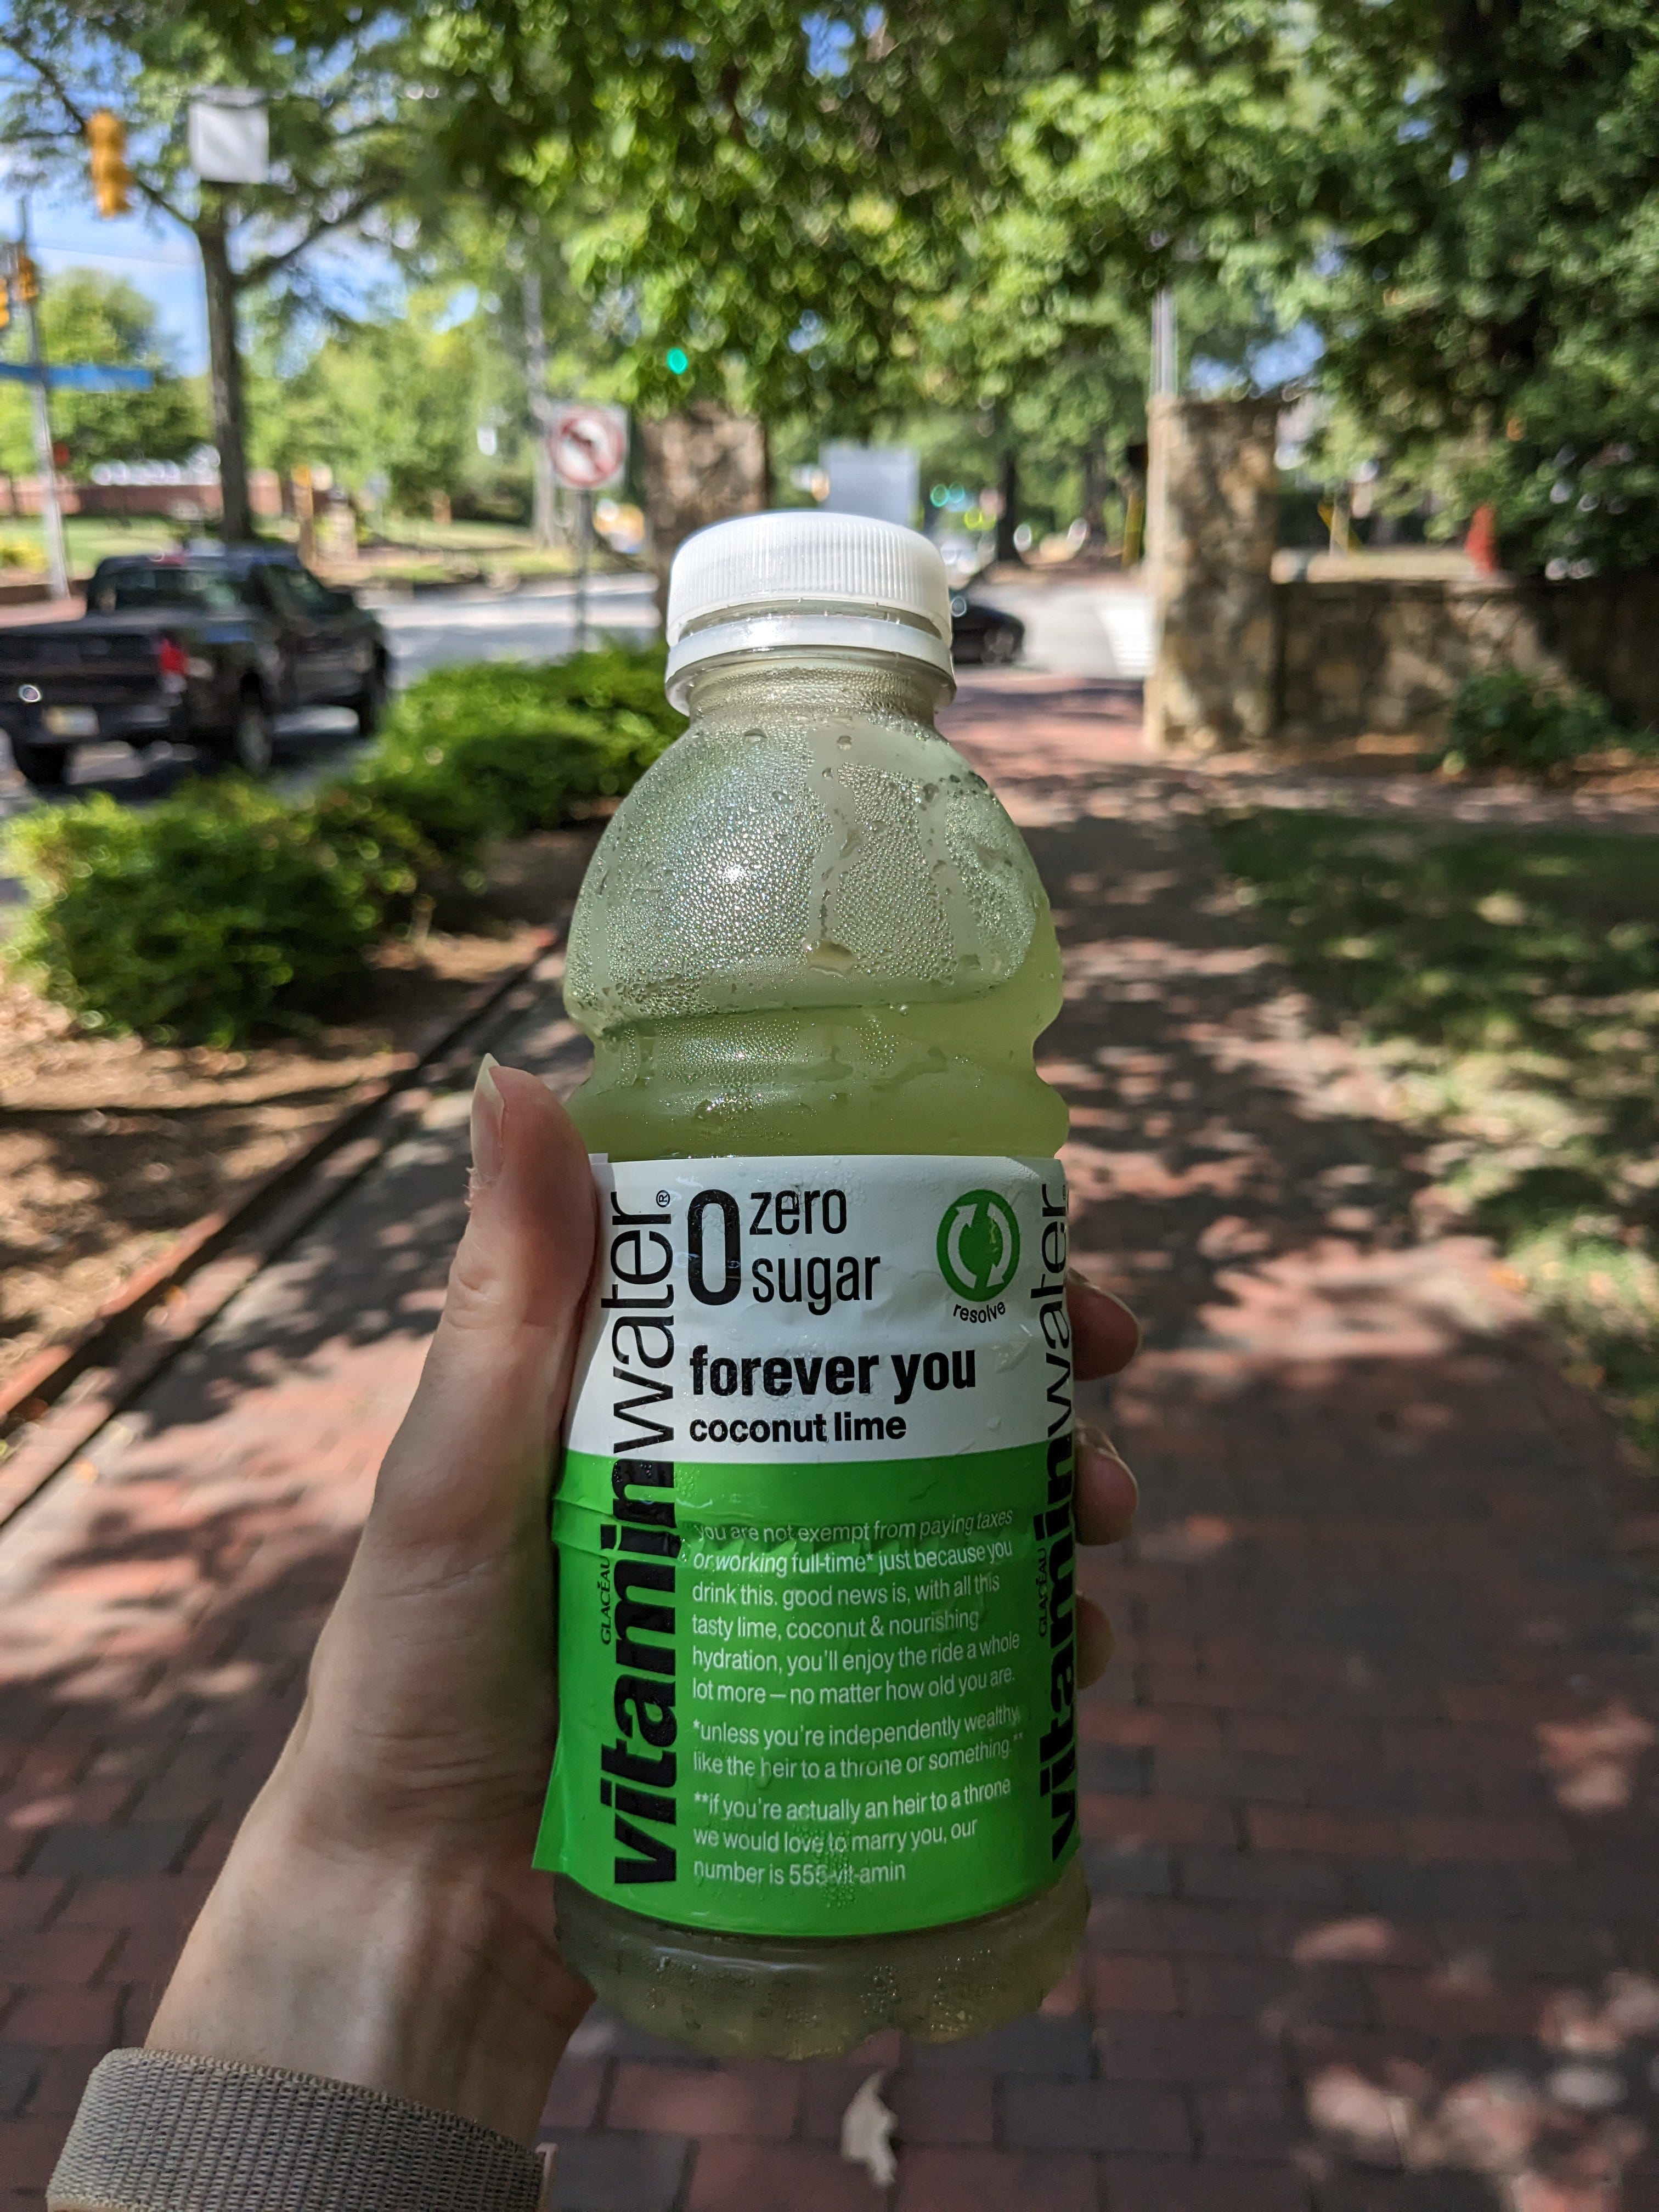 GLACÉAU
vitaminwater®
0 zero
sugar
resolve
forever you
coconut lime
you are not exempt from paying taxes
or working full-time* just because you
drink this. good news is, with all this
tasty lime, coconut & nourishing
hydration, you'll enjoy the ride a whole
lot more – no matter how old you are.
*unless you're independently wealthy,
like the heir to a throne or something.**
**if you're actually an heir to a throne
we would love to marry you, our
number is 555-vit-amin
GLACÉAU
vitaminwater